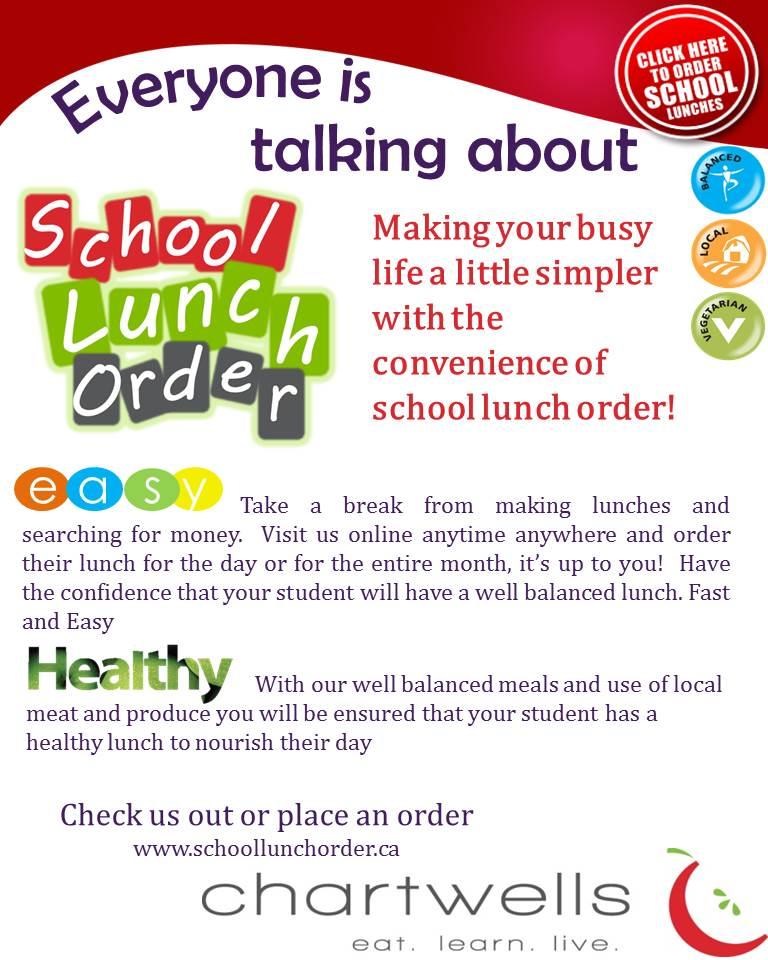 Everyone is
talking about
CLICK HERE
TO ORDER
SCHOOL
LUNCHES
BALANCED
LOCAL
VEGETARIAN
School
Lunch
Order
Making your busy
life a little simpler
with the
convenience of
school lunch order!
easy Take a break from making lunches and
searching for money. Visit us online anytime anywhere and order
their lunch for the day or for the entire month, it's up to you! Have
the confidence that your student will have a well balanced lunch. Fast
and Easy
Healthy With our well balanced meals and use of local
meat and produce you will be ensured that your student has a
healthy lunch to nourish their day
Check us out or place an order
www.schoollunchorder.ca
chartwells
eat. learn. live.